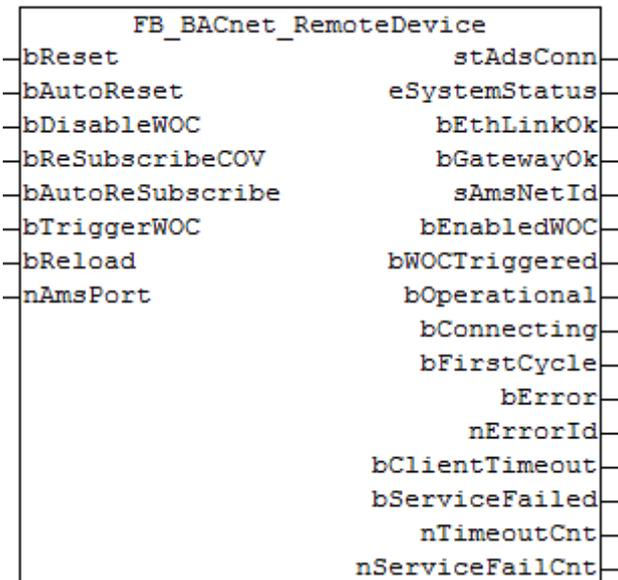 FB_BACnet_RemoteDevice
bReset stAdsConn
bAutoReset eSystemStatus
bDisableWOC bEthLinkOk
bReSubscribeCOV bGatewayOk
bAutoReSubscribe sAmsNetId
bTriggerWOC bEnabledWOC
bReload bWOCTriggered
nAmsPort bOperational
bConnecting
bFirstCycle
bError
nErrorId
bClientTimeout
bServiceFailed
nTimeoutCnt
nServiceFailCnt